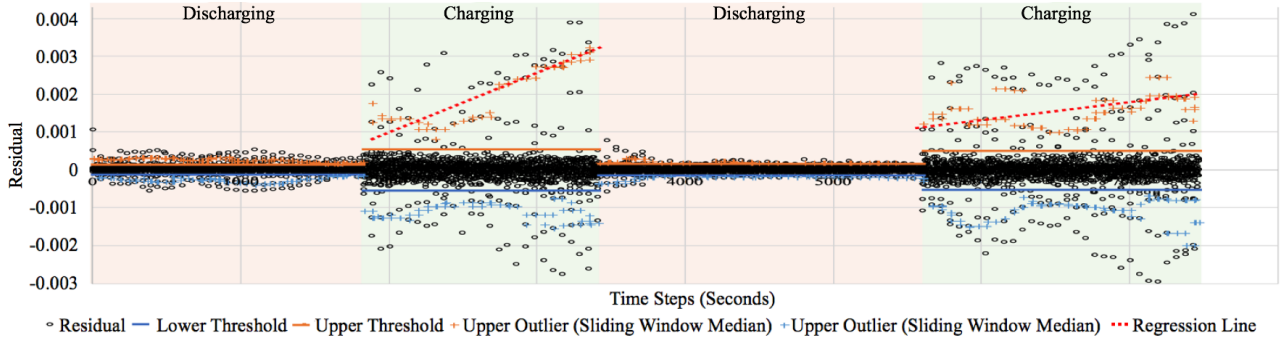 Discharging Charging Discharging Charging
0.004
0.003
0.002
0.001
0
-0.001
-0.002
-0.003
Residual
0 1000 4000 5000
Time Steps (Seconds)
Residual Lower Threshold Upper Threshold Upper Outlier (Sliding Window Median) Upper Outlier (Sliding Window Median) Regression Line